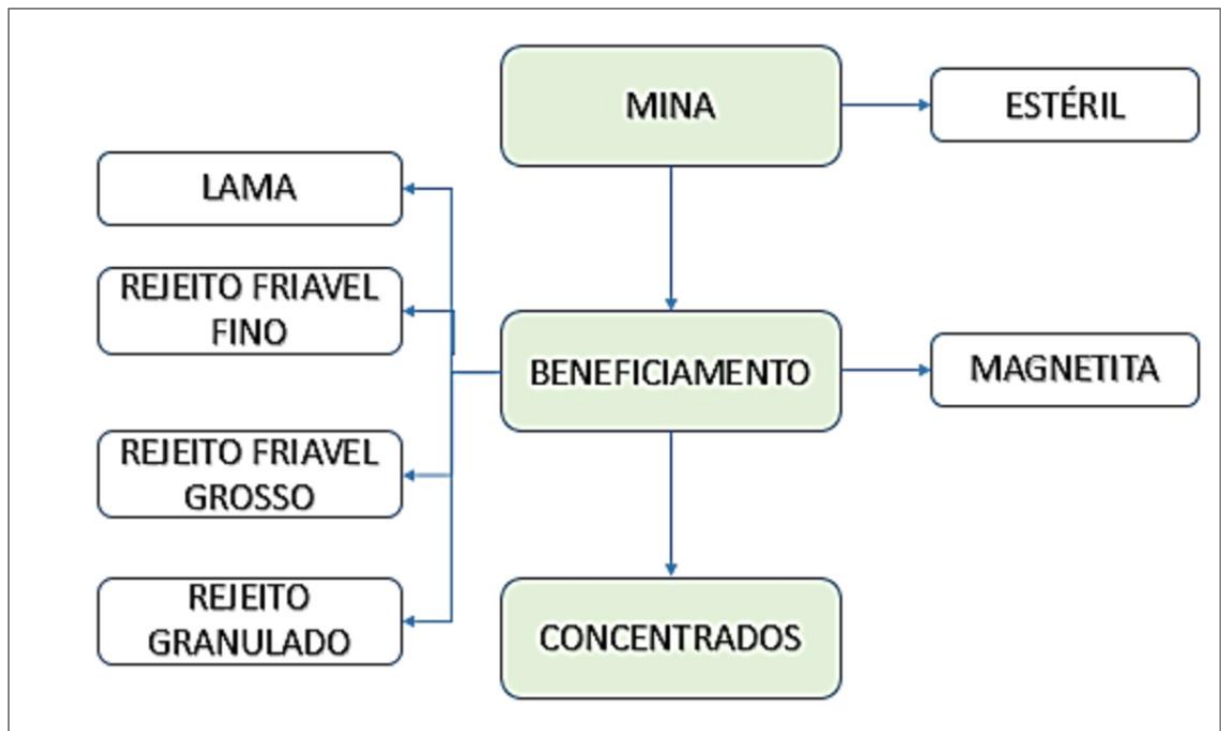 MINA
ESTÉRIL
LAMA
REJEITO FRIAVEL
FINO
BENEFICIAMENTO
MAGNETITA
REJEITO FRIAVEL
GROSSO
REJEITO
GRANULADO
CONCENTRADOS